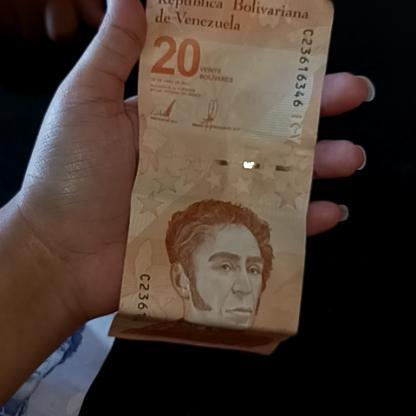 República Bolivariana
de Venezuela
20 VEINTE
BOLÍVARES
C23616346
C2361